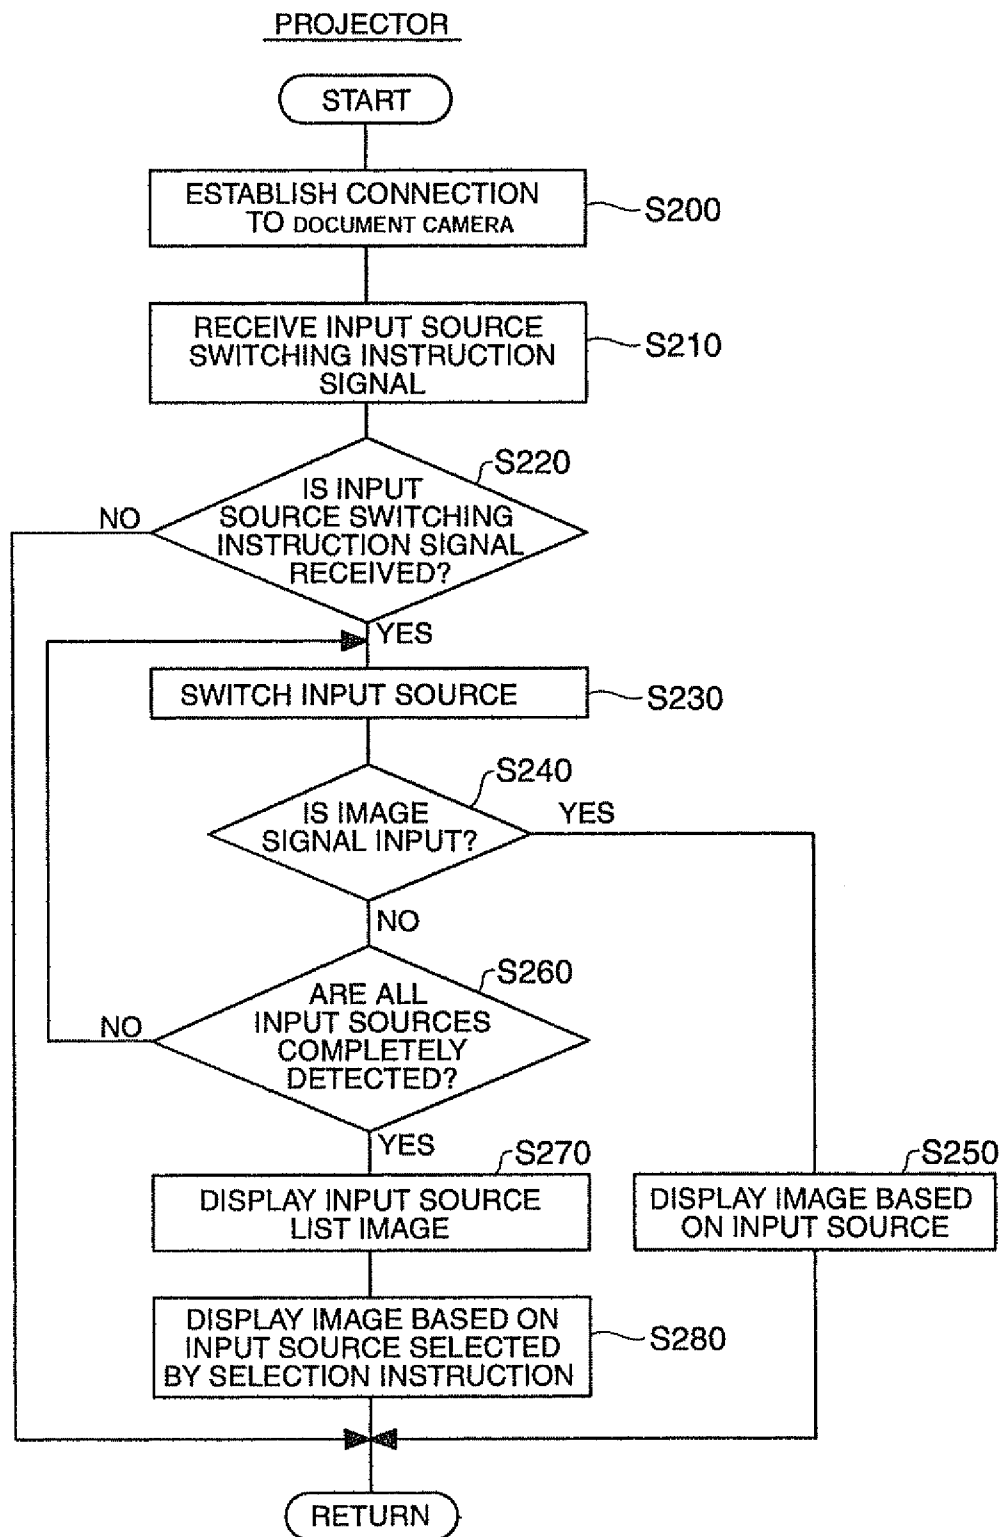 PROJECTOR
START
ESTABLISH CONNECTION
TO DOCUMENT CAMERA
S200
RECEIVE INPUT SOURCE
SWITCHING INSTRUCTION
SIGNAL
S210
S220
IS INPUT
SOURCE SWITCHING
INSTRUCTION SIGNAL
RECEIVED?
NO
YES
SWITCH INPUT SOURCE
S230
S240
IS IMAGE
SIGNAL INPUT?
YES
NO
S260
ARE ALL
INPUT SOURCES
COMPLETELY
DETECTED?
NO
YES
S270
DISPLAY INPUT SOURCE
LIST IMAGE
S250
DISPLAY IMAGE BASED
ON INPUT SOURCE
DISPLAY IMAGE BASED ON
INPUT SOURCE SELECTED
BY SELECTION INSTRUCTION
S280
RETURN